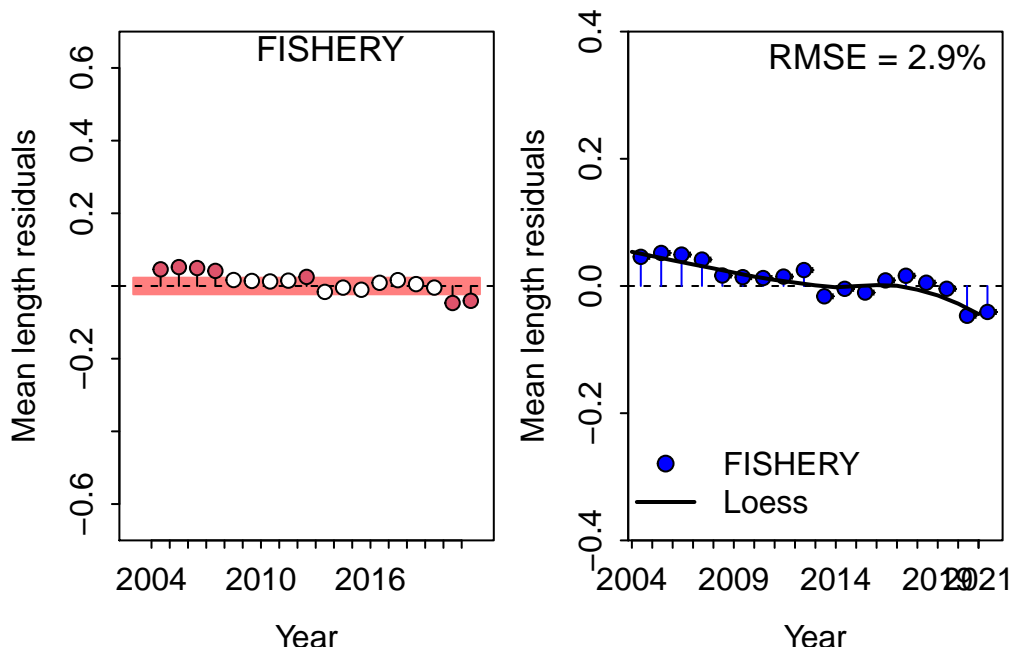 FISHERY
Mean length residuals
0.6
0.4
0.2
0.0
−0.2
−0.6
2004 2010 2016
Year
RMSE = 2.9%
Mean length residuals
0.4
0.2
0.0
−0.2
−0.4
FISHERY
Loess
2004 2009 2014 2019 2021
Year